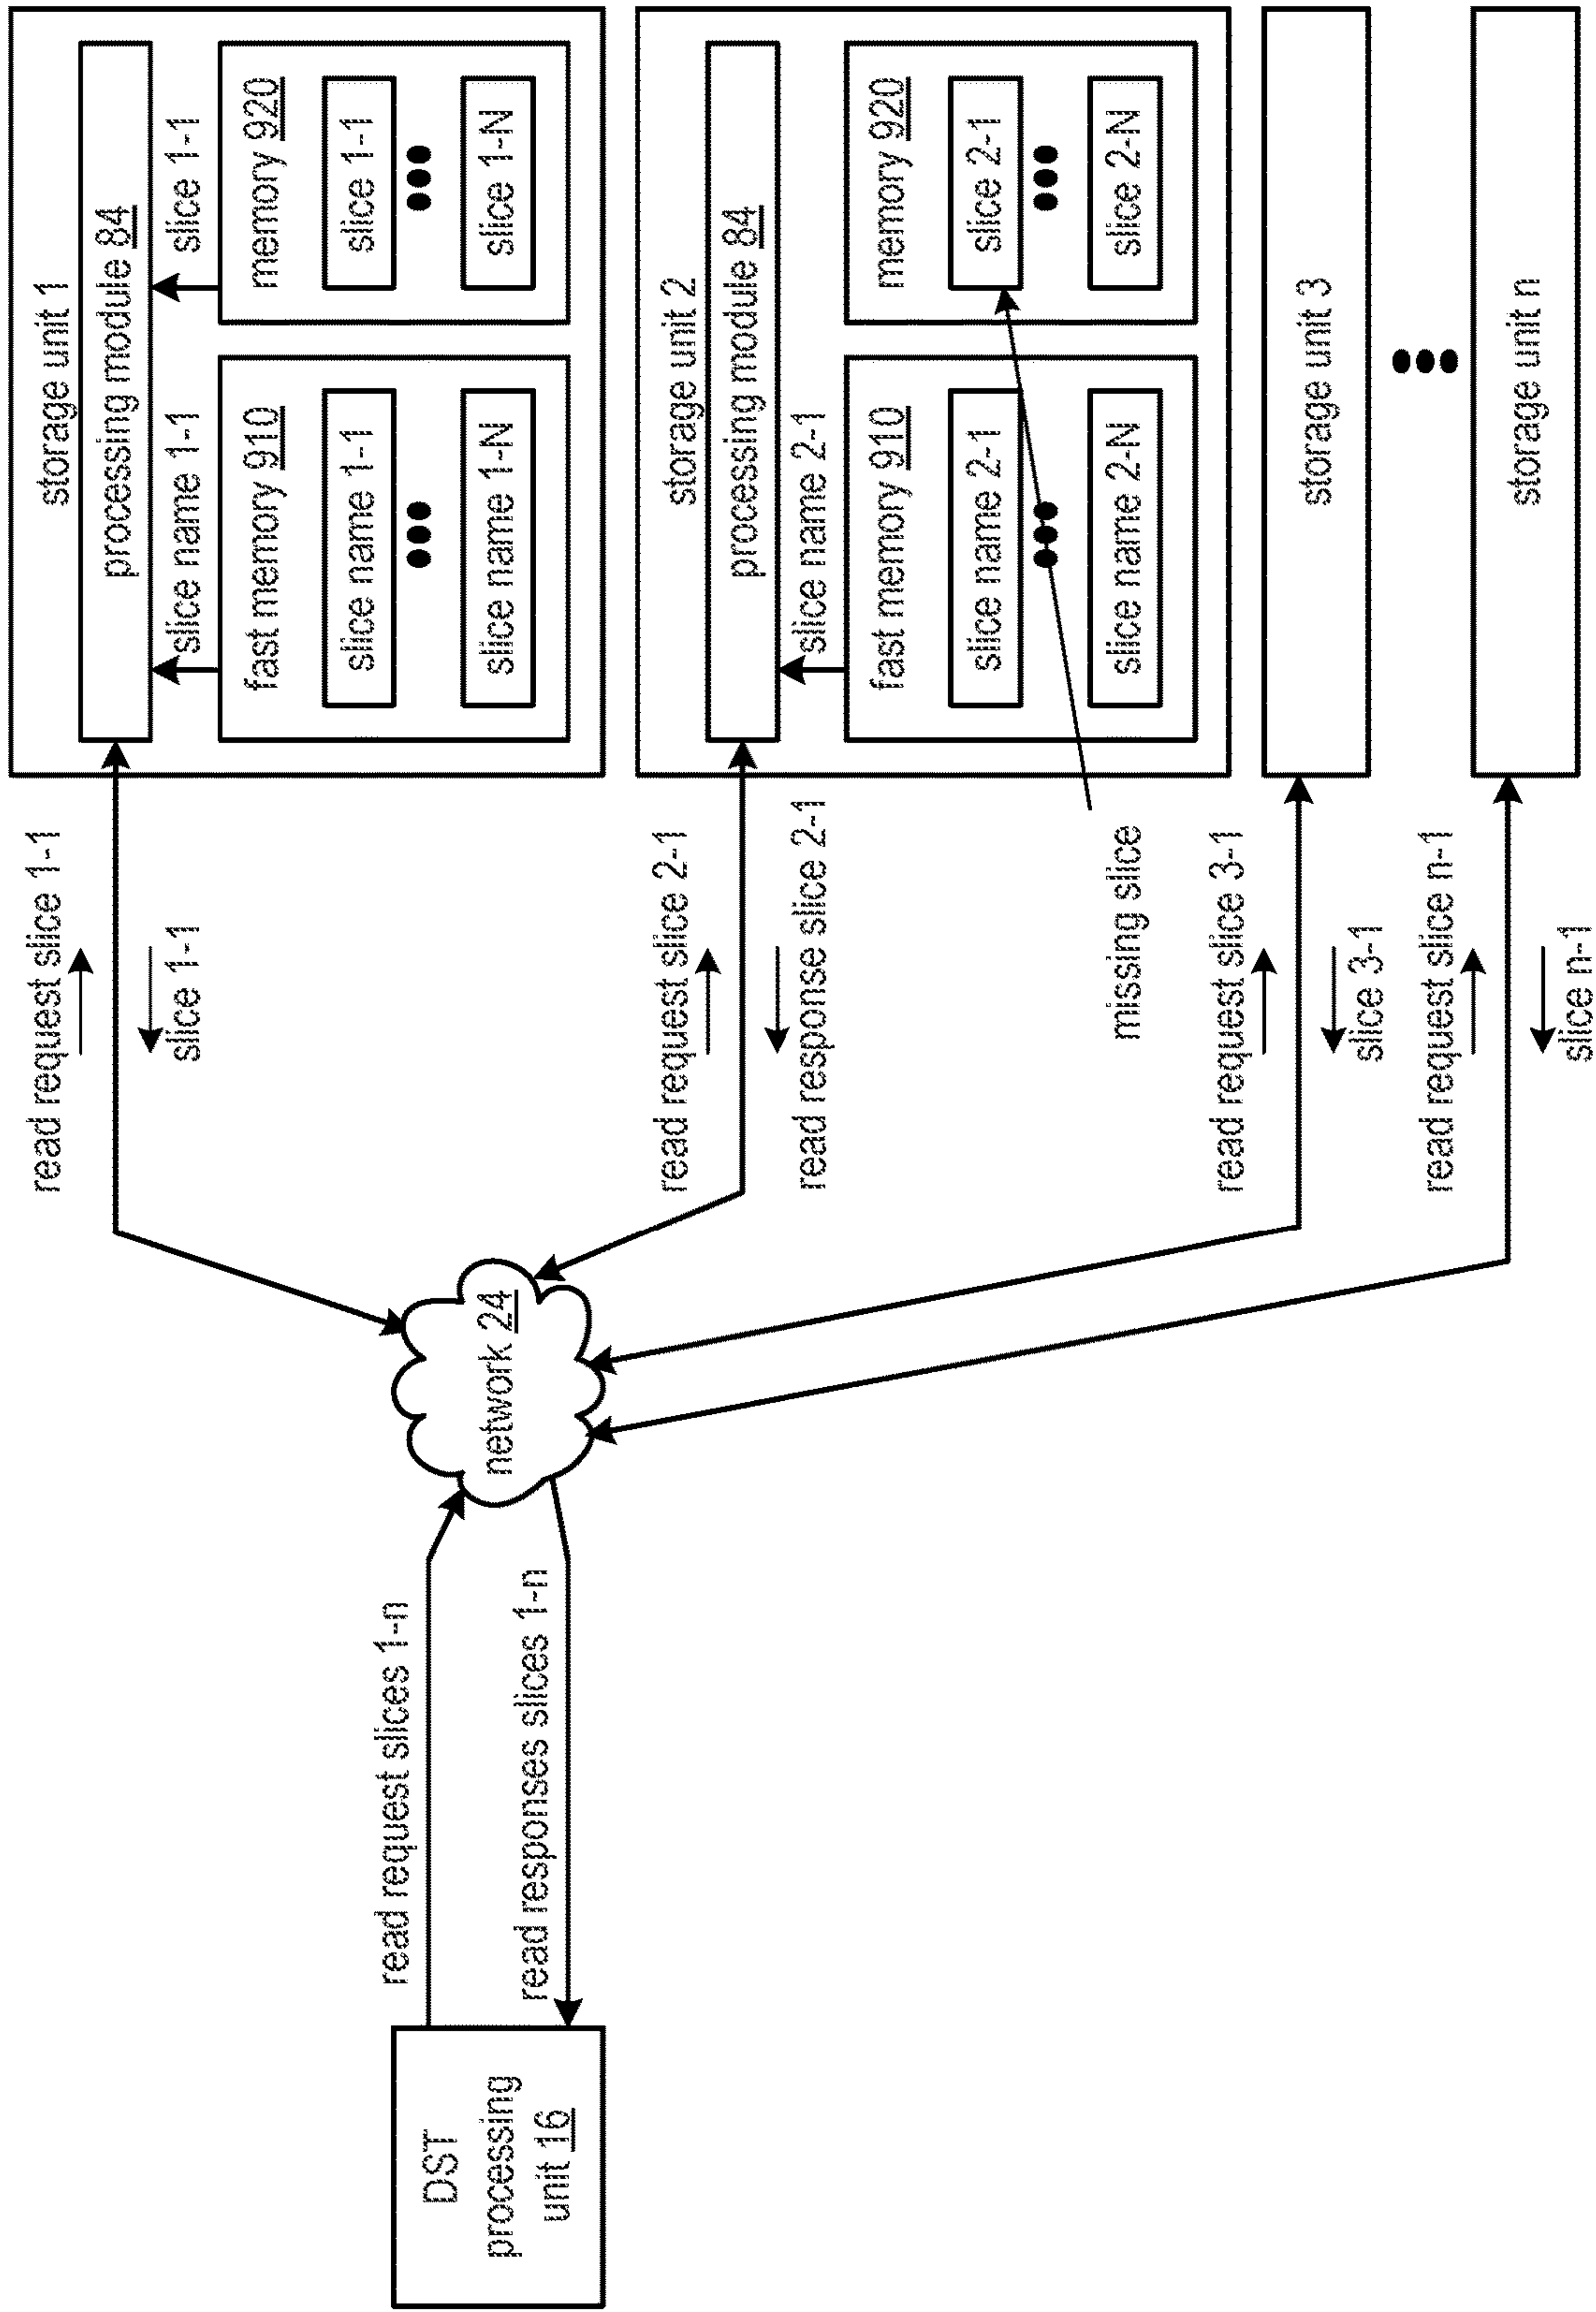 DST
processing
unit 16
read request slices 1-n
read responses slices 1-n
network 24
read request slice 1-1
slice 1-1
storage unit 1
processing module 84
slice name 1-1
slice 1-1
fast memory 910
slice name 1-1
slice name 1-N
memory 920
slice 1-1
slice 1-N
read request slice 2-1
read response slice 2-1
storage unit 2
processing module 84
slice name 2-1
fast memory 910
slice name 2-1
slice name 2-N
memory 920
slice 2-1
slice 2-N
missing slice
read request slice 3-1
slice 3-1
storage unit 3
read request slice n-1
slice n-1
storage unit n